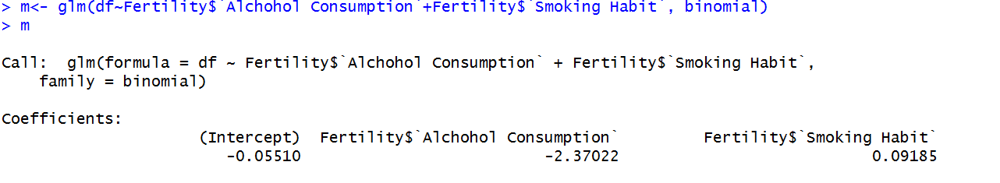 > m<- glm(df~Fertility$`Alchohol Consumption`+Fertility$`Smoking Habit`, binomial)
> m
Call:  glm(formula = df ~ Fertility$`Alchohol Consumption` + Fertility$`Smoking Habit`,
    family = binomial)
Coefficients:
                     (Intercept)  Fertility$`Alchohol Consumption`         Fertility$`Smoking Habit`
                        -0.05510                          -2.37022                           0.09185